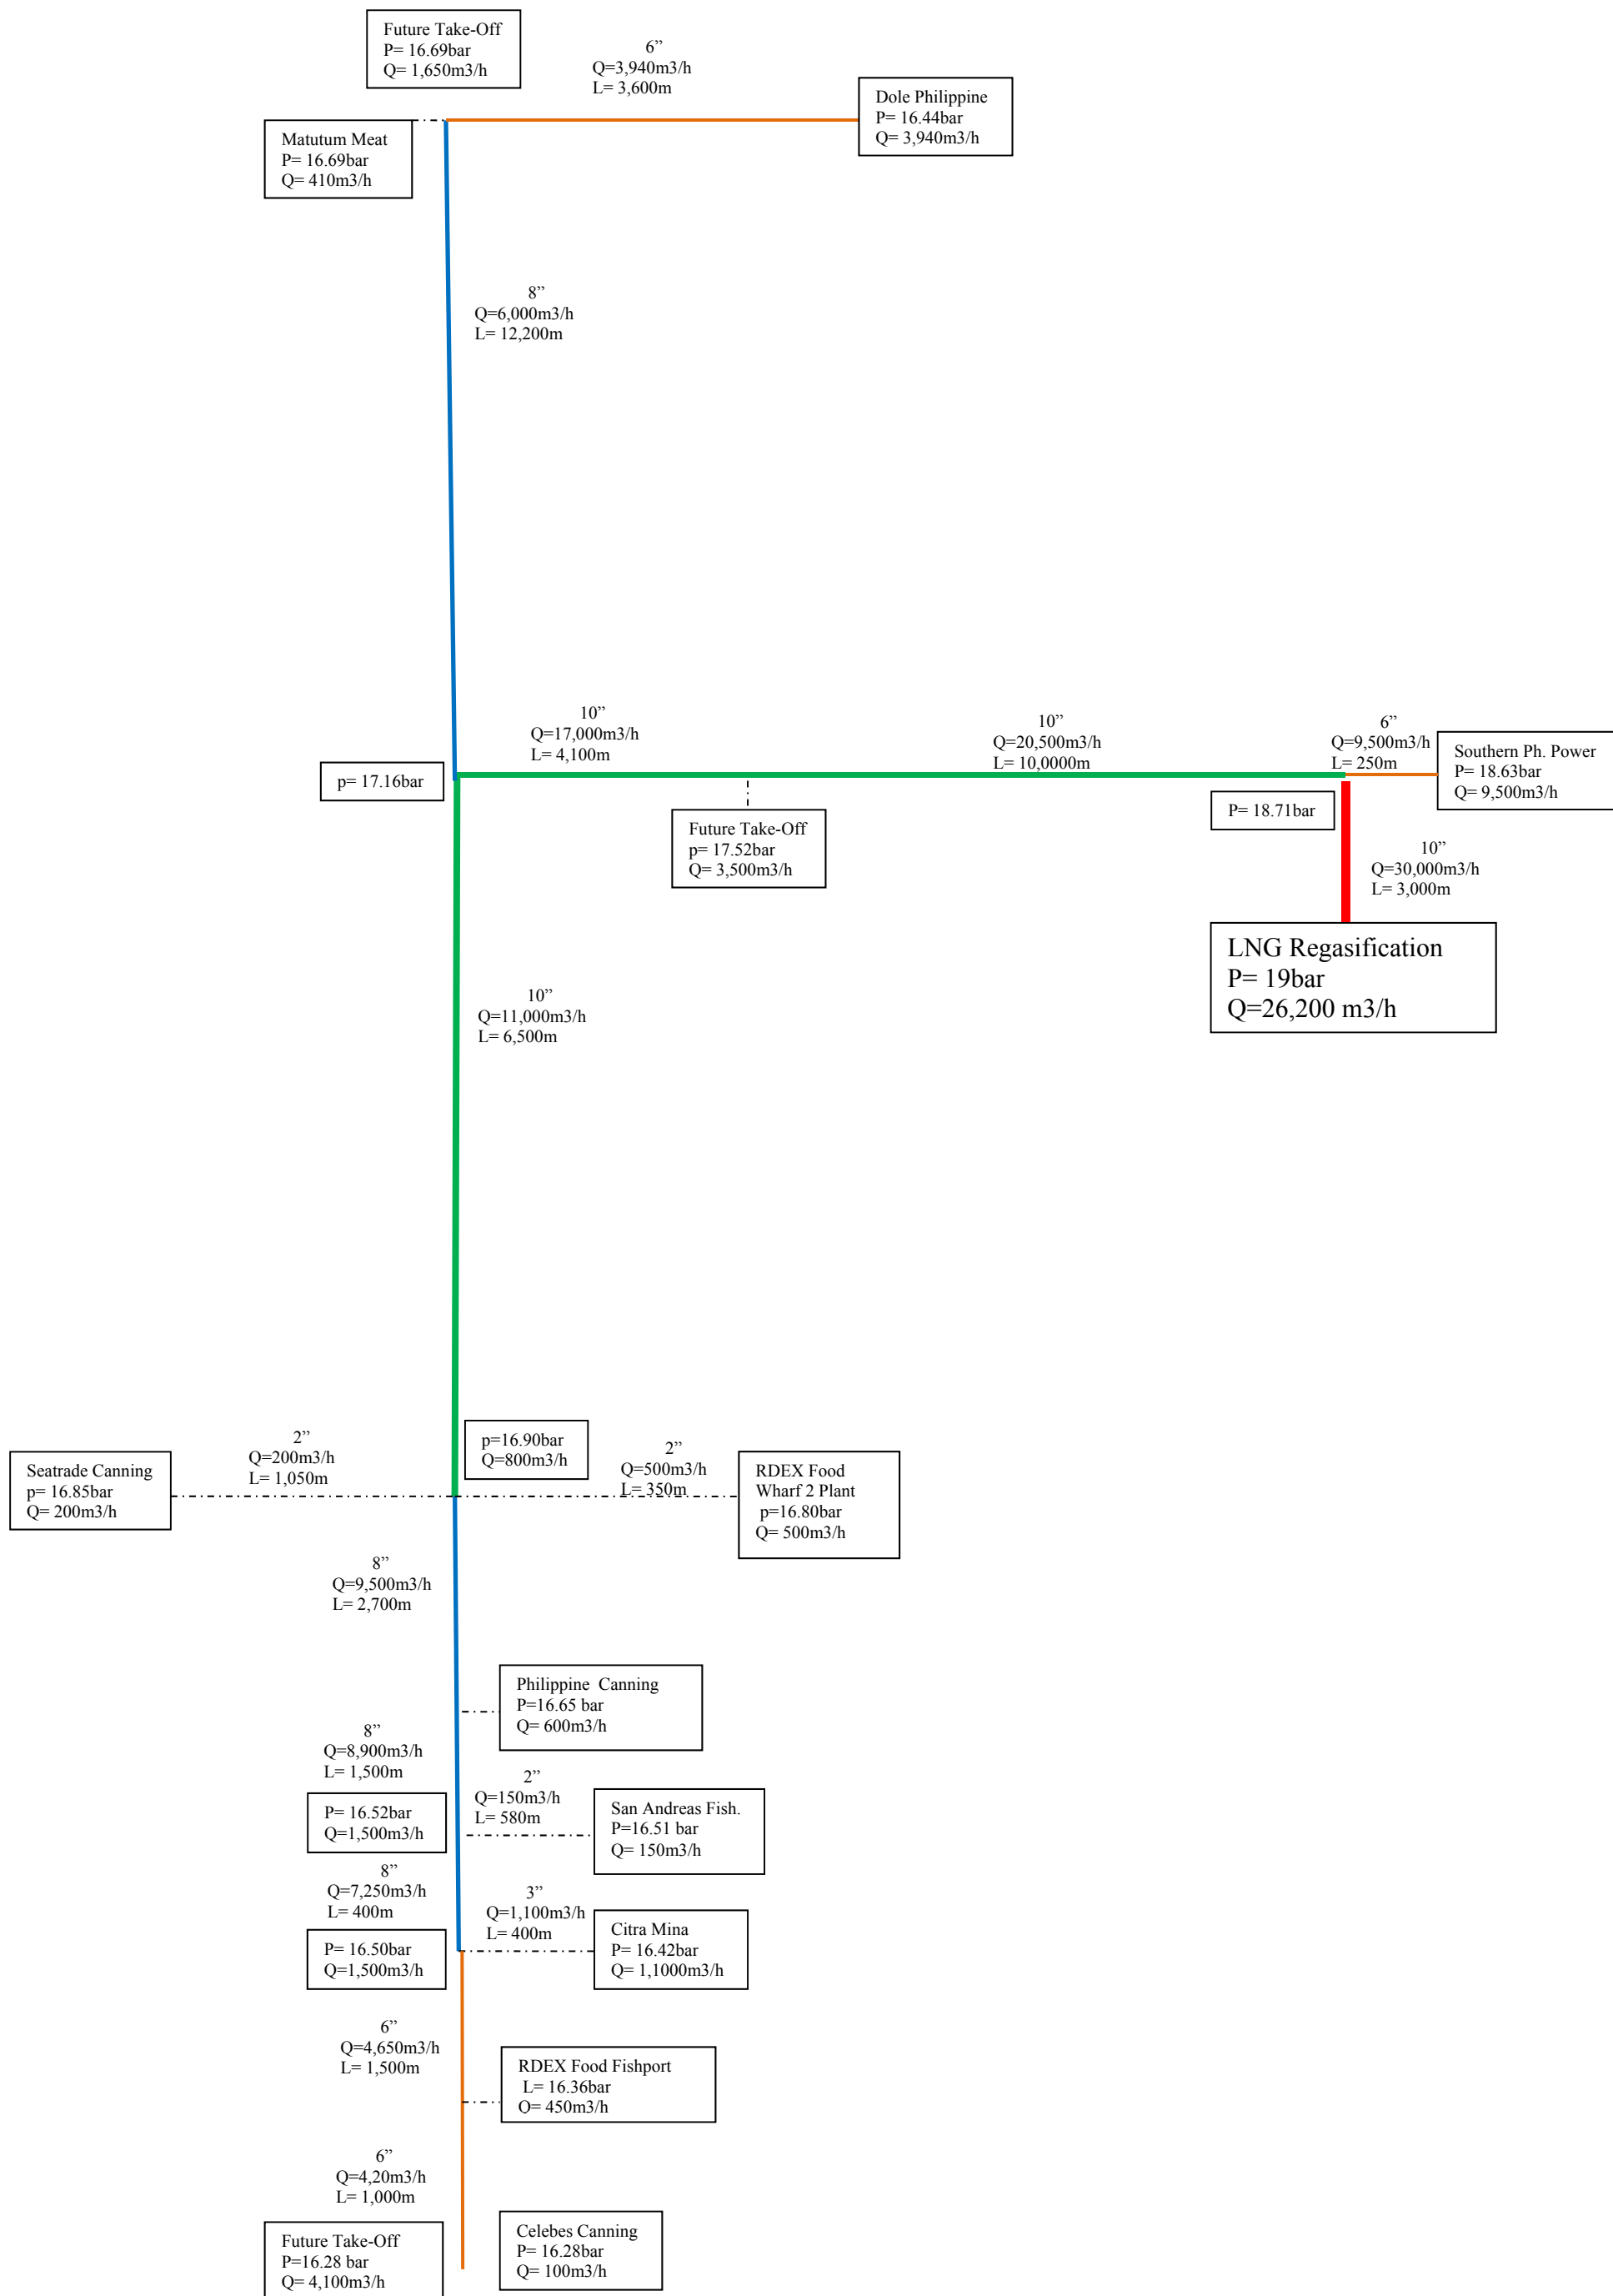 Future Take-Off
P= 16.69bar
Q= 1,650m3/h
6”
Q=3,940m3/h
L= 3,600m
Dole Philippine
P= 16.44bar
Q= 3,940m3/h
Matutum Meat
P= 16.69bar
Q= 410m3/h
8”
Q=6,000m3/h
L= 12,200m
10”
Q=17,000m3/h
L= 4,100m
10”
Q=20,500m3/h
L= 10,0000m
6”
Q=9,500m3/h
L= 250m
Southern Ph. Power
P= 18.63bar
Q= 9,500m3/h
p= 17.16bar
Future Take-Off
p= 17.52bar
Q= 3,500m3/h
P= 18.71bar
10”
Q=30,000m3/h
L= 3,000m
LNG Regasification
P= 19bar
Q=26,200 m3/h
10”
Q=11,000m3/h
L= 6,500m
2”
Q=200m3/h
L= 1,050m
p=16.90bar
Q=800m3/h
2”
Q=500m3/h
L= 350m
Seatrade Canning
p= 16.85bar
Q= 200m3/h
RDEX Food
Wharf 2 Plant
p=16.80bar
Q= 500m3/h
8”
Q=9,500m3/h
L= 2,700m
Philippine Canning
P=16.65 bar
Q= 600m3/h
8”
Q=8,900m3/h
L= 1,500m
2”
Q=150m3/h
L= 580m
P= 16.52bar
Q=1,500m3/h
San Andreas Fish.
P=16.51 bar
Q= 150m3/h
8”
Q=7,250m3/h
L= 400m
3”
Q=1,100m3/h
L= 400m
P= 16.50bar
Q=1,500m3/h
Citra Mina
P= 16.42bar
Q= 1,1000m3/h
6”
Q=4,650m3/h
L= 1,500m
RDEX Food Fishport
L= 16.36bar
Q= 450m3/h
6”
Q=4,20m3/h
L= 1,000m
Future Take-Off
P=16.28 bar
Q= 4,100m3/h
Celebes Canning
P= 16.28bar
Q= 100m3/h